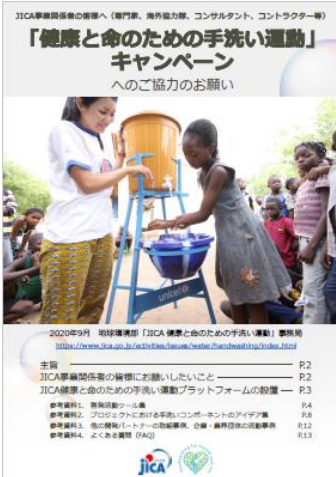 JICA事業関係者の皆様へ（専門家、海外協力隊、コンサルタント、コントラクター等）
「健康と命のための手洗い運動」
キャンペーン
へのご協力のお願い
unicef
2020年9月 地球環境部「JICA 健康と命のための手洗い運動」事務局
https://www.jica.go.jp/activities/issues/water/handwashing/index.html
主旨 P.2
JICA事業関係者の皆様にお願いしたいこと P.2
JICA健康と命のための手洗い運動プラットフォームの設置 P.3
参考資料1．啓発活動ツール集 P.4
参考資料2．プロジェクトにおける手洗いコンポーネントのアイデア集 P.8
参考資料3．他の開発パートナーの取組事例、企業・業界団体の活動事例 P.12
参考資料4．よくある質問（FAQ） P.13
JICA